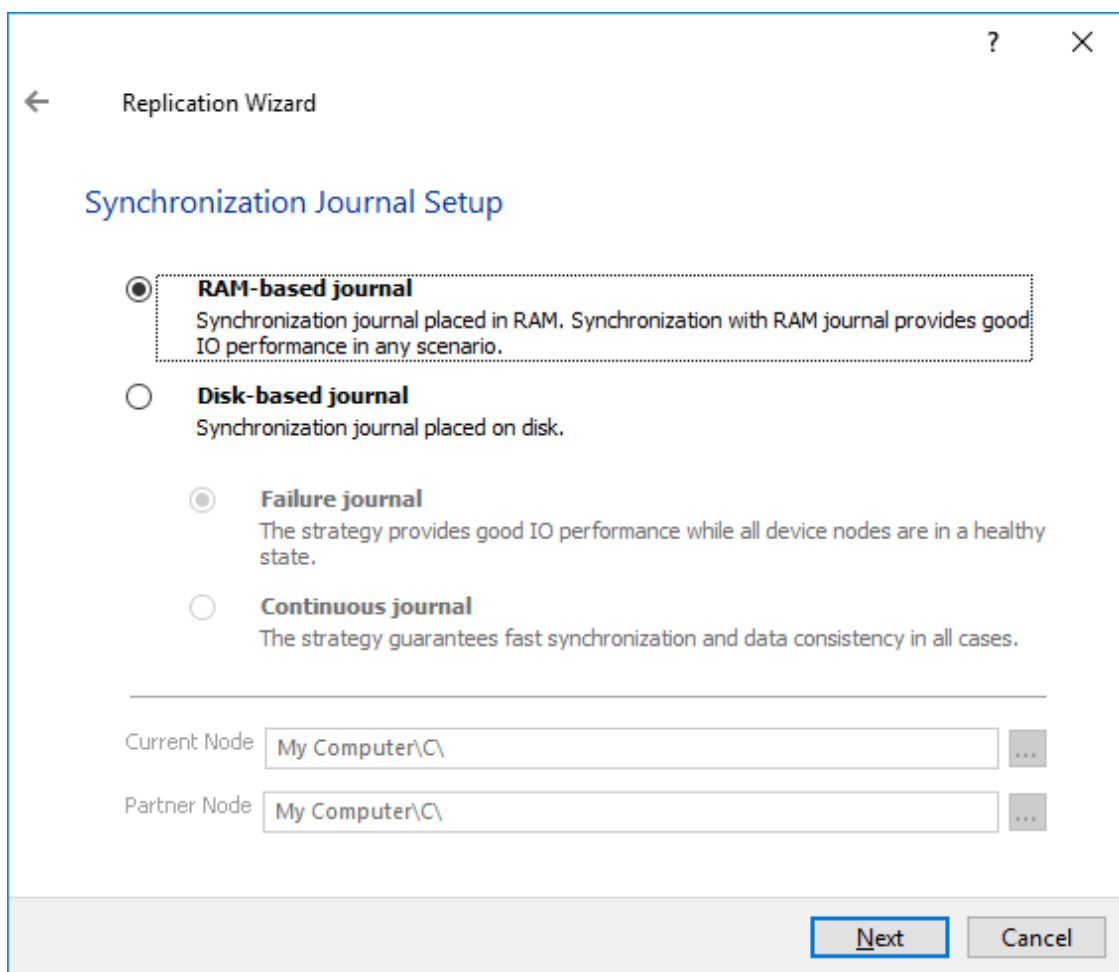 ?
Replication Wizard
Synchronization Journal Setup
RAM-based journal
Synchronization journal placed in RAM. Synchronization with RAM journal provides good
IO performance in any scenario.
Disk-based journal
Synchronization journal placed on disk.
Failure journal
The strategy provides good IO performance while all device nodes are in a healthy
state.
Continuous journal
The strategy guarantees fast synchronization and data consistency in all cases.
Current Node My Computer\C\ ...
Partner Node My Computer\C\ ...
Next Cancel